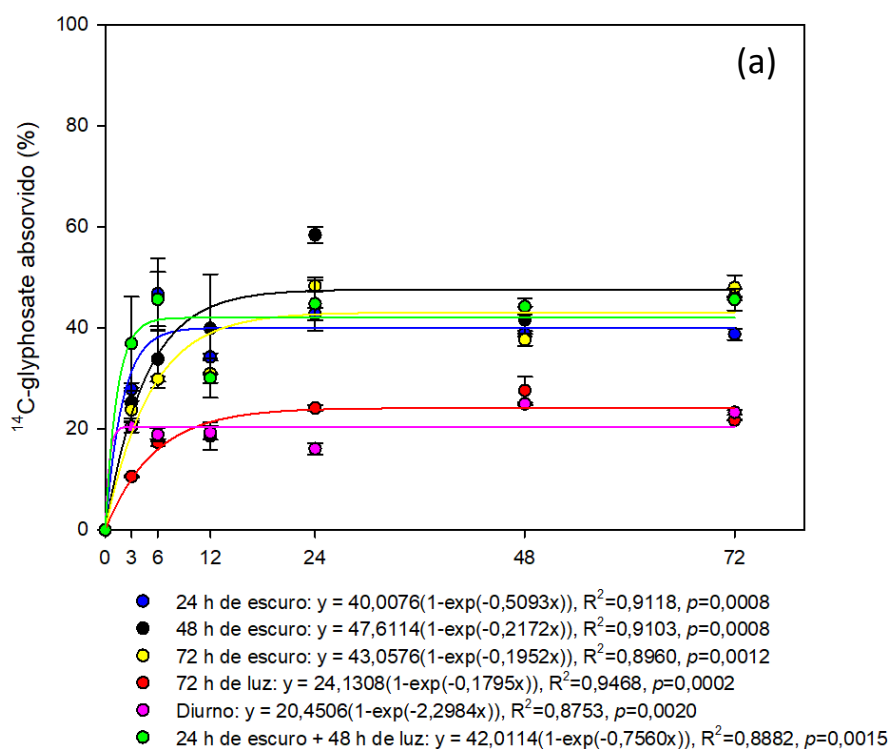 (a)
¹⁴C-glyphosate absorvido (%)
100
80
60
40
20
0
0 3 6 12 24 48 72
24 h de escuro: y = 40,0076(1-exp(-0,5093x)), R²=0,9118, p=0,0008
48 h de escuro: y = 47,6114(1-exp(-0,2172x)), R²=0,9103, p=0,0008
72 h de escuro: y = 43,0576(1-exp(-0,1952x)), R²=0,8960, p=0,0012
72 h de luz: y = 24,1308(1-exp(-0,1795x)), R²=0,9468, p=0,0002
Diurno: y = 20,4506(1-exp(-2,2984x)), R²=0,8753, p=0,0020
24 h de escuro + 48 h de luz: y = 42,0114(1-exp(-0,7560x)), R²=0,8882, p=0,0015